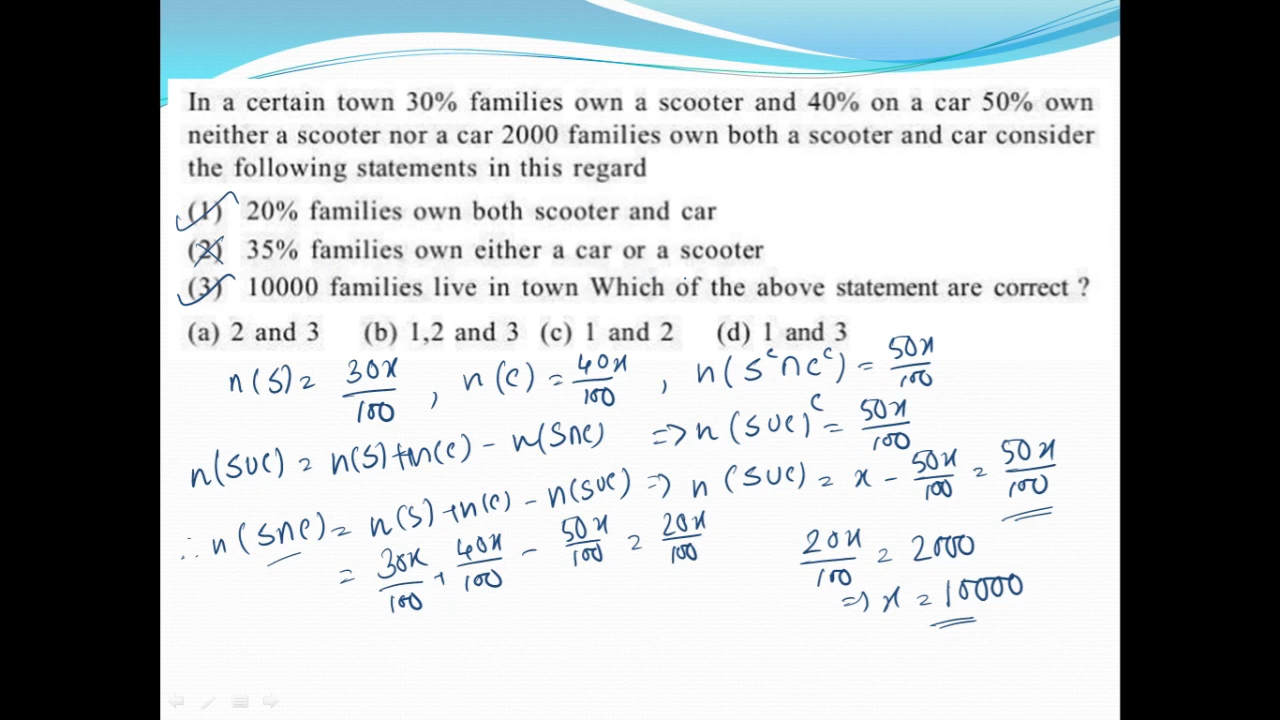 In a certain town 30% families own a scooter and 40% on a car 50% own
neither a scooter nor a car 2000 families own both a scooter and car consider
the following statements in this regard
(1) 20% families own both scooter and car
(2) 35% families own either a car or a scooter
(3) 10000 families live in town Which of the above statement are correct ?
(a) 2 and 3 (b) 1,2 and 3 (c) 1 and 2 (d) 1 and 3
n(S) = 30x/100 , n(C) = 40x/100 , n(Sᶜ∩Cᶜ) = 50x/100
n(S∪C) = n(S)+n(C) - n(S∩C) ⇒ n(S∪C)ᶜ = 50x/100
∴ n(S∩C) = n(S)+n(C) - n(S∪C) ⇒ n(S∪C) = x - 50x/100 = 50x/100
= 30x/100 + 40x/100 - 50x/100 = 20x/100
20x/100 = 2000
⇒ x = 10000